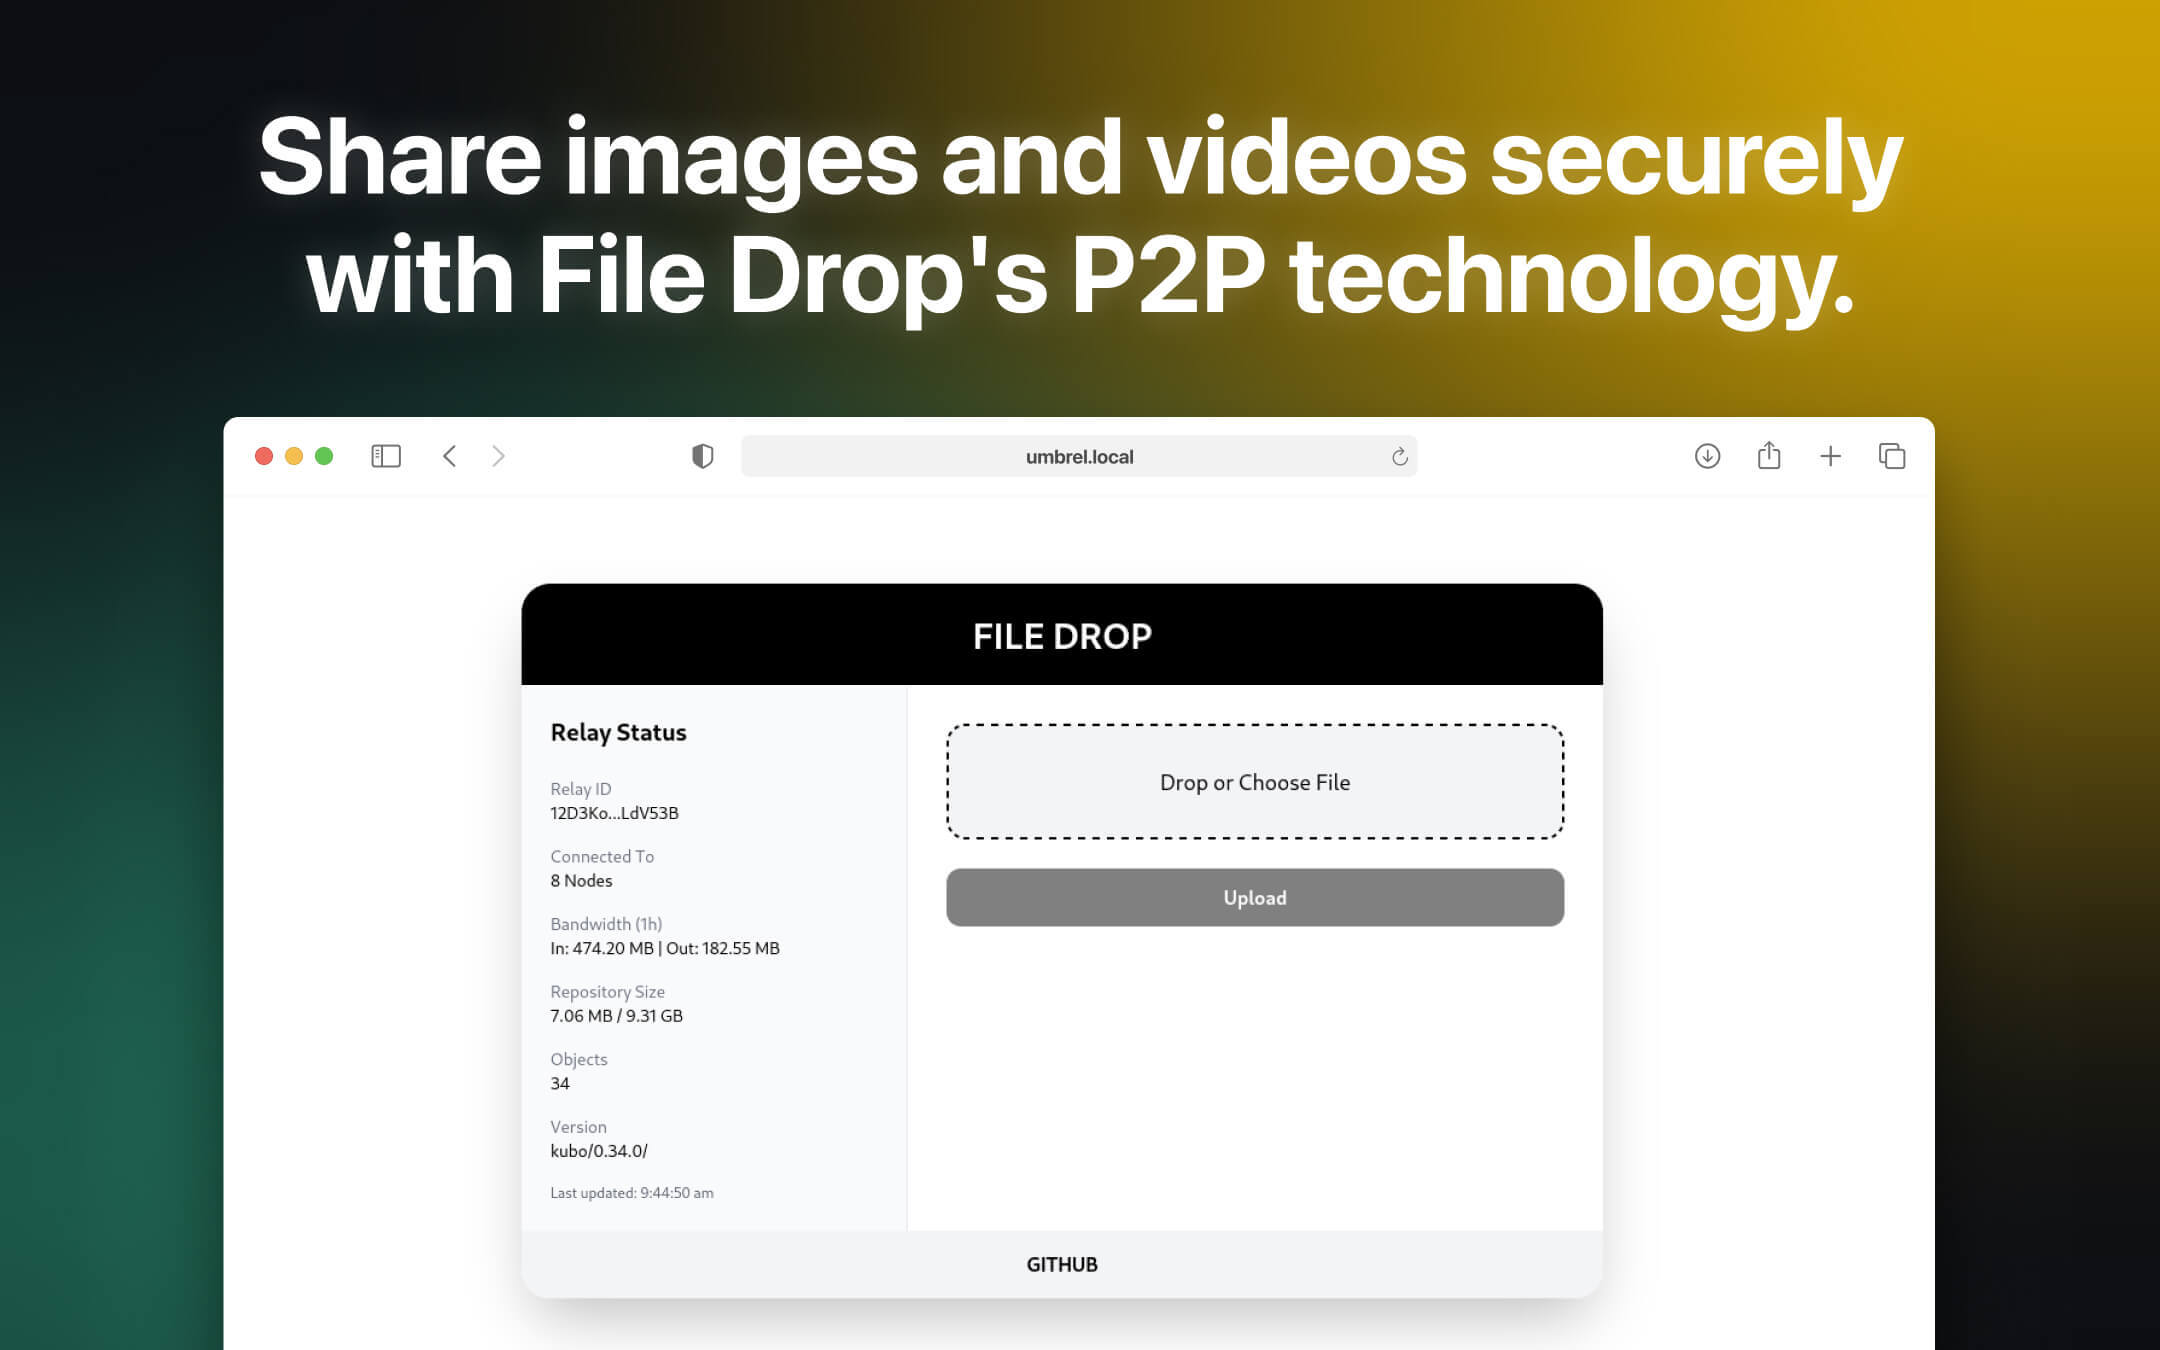 Share images and videos securely
with File Drop's P2P technology.
umbrel.local
FILE DROP
Relay Status
Relay ID
12D3Ko...LdV53B
Connected To
8 Nodes
Bandwidth (1h)
In: 474.20 MB | Out: 182.55 MB
Repository Size
7.06 MB / 9.31 GB
Objects
34
Version
kubo/0.34.0/
Last updated: 9:44:50 am
Drop or Choose File
Upload
GITHUB